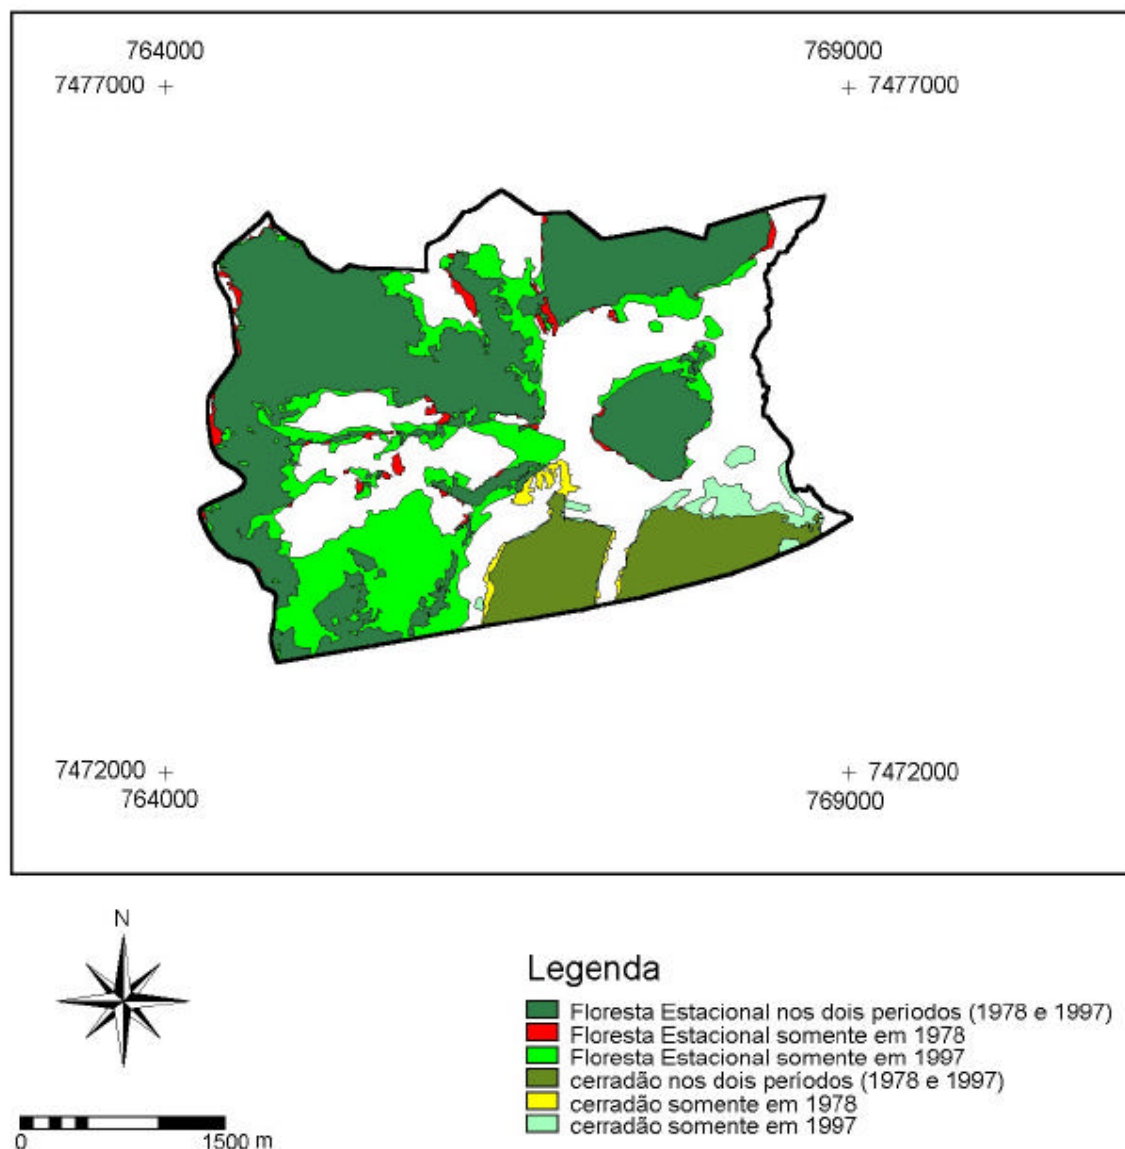 764000 769000
7477000 7477000
7472000 7472000
764000 769000
N
Legenda
Floresta Estacional nos dois periodos (1978 e 1997)
Floresta Estacional somente em 1978
Floresta Estacional somente em 1997
cerradão nos dois períodos (1978 e 1997)
cerradão somente em 1978
cerradão somente em 1997
0 1500 m